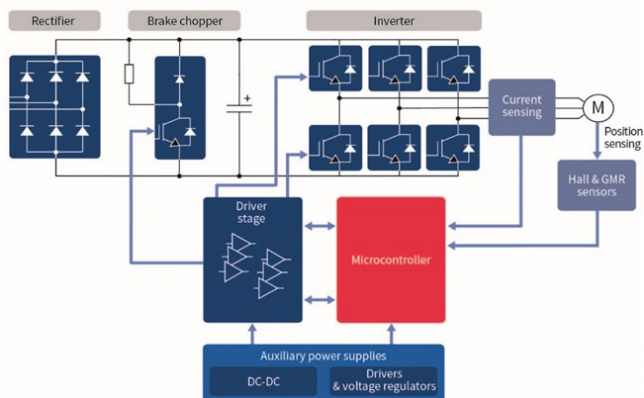 Rectifier
Brake chopper
Inverter
+
Current
sensing
M
Position
sensing
Hall & GMR
sensors
Driver
stage
Microcontroller
Auxiliary power supplies
DC-DC
Drivers
& voltage regulators